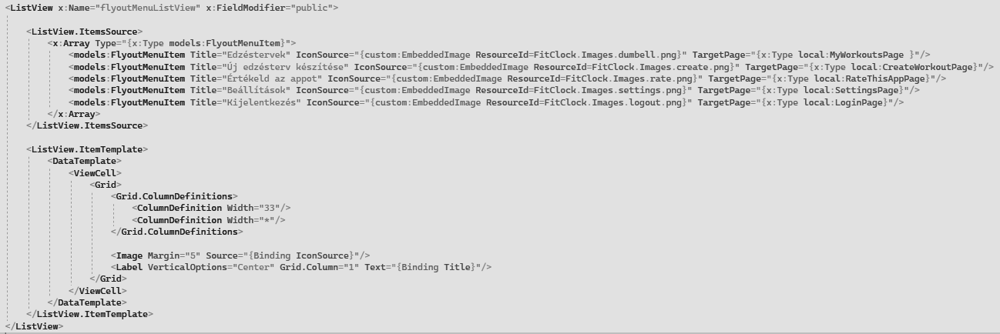 <ListView x:Name="flyoutMenuListView" x:FieldModifier="public">
<ListView.ItemsSource>
<x:Array Type="{x:Type models:FlyoutMenuItem}">
<models:FlyoutMenuItem Title="Edzéstervek" IconSource="{custom:EmbeddedImage ResourceId=FitClock.Images.dumbell.png}" TargetPage="{x:Type local:MyWorkoutsPage }"/>
<models:FlyoutMenuItem Title="Új edzésterv készítése" IconSource="{custom:EmbeddedImage ResourceId=FitClock.Images.create.png}" TargetPage="{x:Type local:CreateWorkoutPage}"/>
<models:FlyoutMenuItem Title="Értékeld az appot" IconSource="{custom:EmbeddedImage ResourceId=FitClock.Images.rate.png}" TargetPage="{x:Type local:RateThisAppPage}"/>
<models:FlyoutMenuItem Title="Beállítások" IconSource="{custom:EmbeddedImage ResourceId=FitClock.Images.settings.png}" TargetPage="{x:Type local:SettingsPage}"/>
<models:FlyoutMenuItem Title="Kijelentkezés" IconSource="{custom:EmbeddedImage ResourceId=FitClock.Images.logout.png}" TargetPage="{x:Type local:LoginPage}"/>
</x:Array>
</ListView.ItemsSource>
<ListView.ItemTemplate>
<DataTemplate>
<ViewCell>
<Grid>
<Grid.ColumnDefinitions>
<ColumnDefinition Width="33"/>
<ColumnDefinition Width="*"/>
</Grid.ColumnDefinitions>
<Image Margin="5" Source="{Binding IconSource}"/>
<Label VerticalOptions="Center" Grid.Column="1" Text="{Binding Title}"/>
</Grid>
</ViewCell>
</DataTemplate>
</ListView.ItemTemplate>
</ListView>